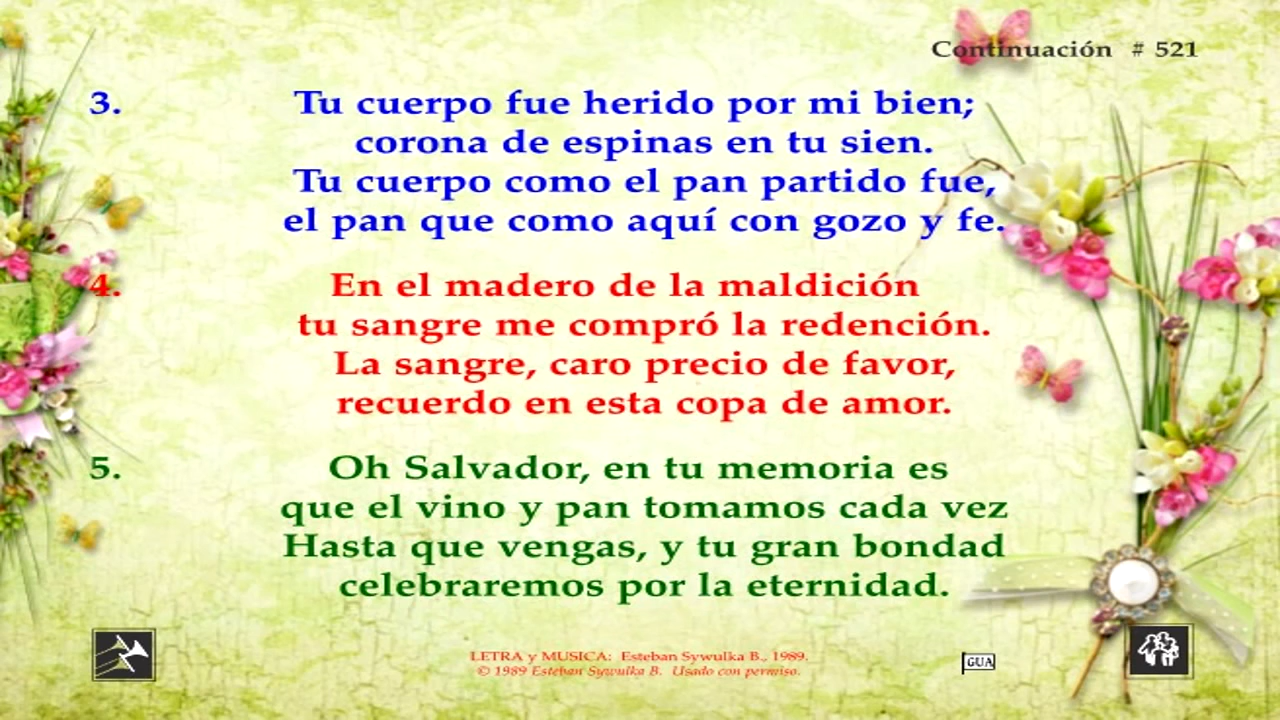 Continuación # 521
3. Tu cuerpo fue herido por mi bien;
corona de espinas en tu sien.
Tu cuerpo como el pan partido fue,
el pan que como aquí con gozo y fe.
4. En el madero de la maldición
tu sangre me compró la redención.
La sangre, caro precio de favor,
recuerdo en esta copa de amor.
5. Oh Salvador, en tu memoria es
que el vino y pan tomamos cada vez
Hasta que vengas, y tu gran bondad
celebraremos por la eternidad.
LETRA y MUSICA: Esteban Sywulka B., 1989.
© 1989 Esteban Sywulka B. Usado con permiso.
GUA